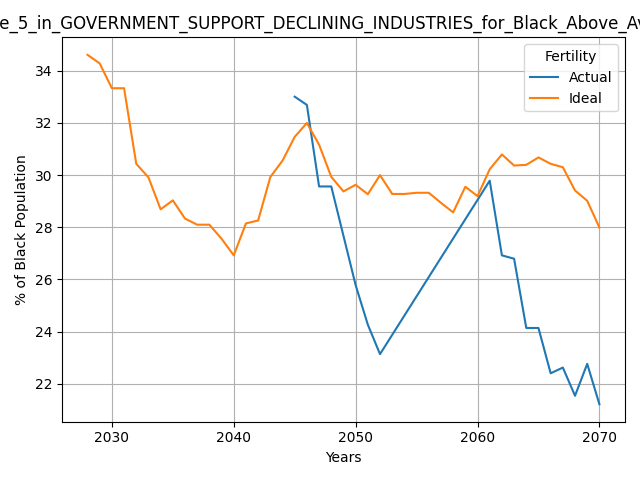 e_5_in_GOVERNMENT_SUPPORT_DECLINING_INDUSTRIES_for_Black_Above_Av
Fertility
Actual
Ideal
% of Black Population
34
32
30
28
26
24
22
2030
2040
2050
2060
2070
Years